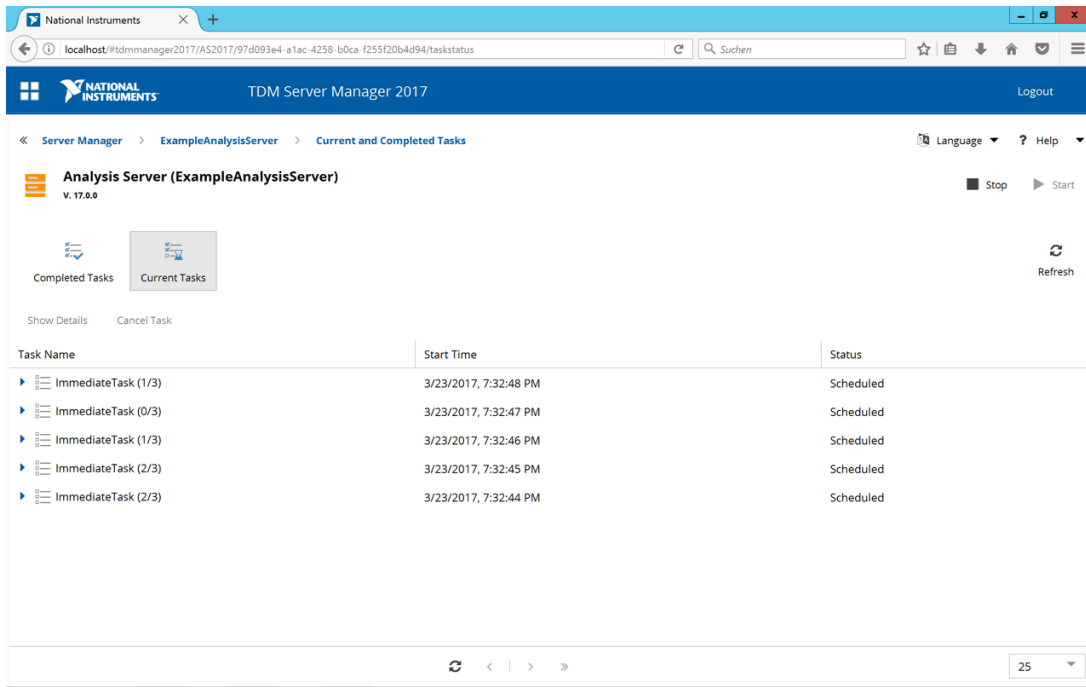 National Instruments
localhost/#tdmmanager2017/AS2017/97d093e4-a1ac-4258-b0ca-f255f20b4d94/taskstatus
Suchen
NATIONAL INSTRUMENTS
TDM Server Manager 2017
Logout
Server Manager > ExampleAnalysisServer > Current and Completed Tasks
Language
? Help
Analysis Server (ExampleAnalysisServer)
V. 17.0.0
Stop
Start
Completed Tasks
Current Tasks
Refresh
Show Details
Cancel Task
Task Name Start Time Status
ImmediateTask (1/3) 3/23/2017, 7:32:48 PM Scheduled
ImmediateTask (0/3) 3/23/2017, 7:32:47 PM Scheduled
ImmediateTask (1/3) 3/23/2017, 7:32:46 PM Scheduled
ImmediateTask (2/3) 3/23/2017, 7:32:45 PM Scheduled
ImmediateTask (2/3) 3/23/2017, 7:32:44 PM Scheduled
25